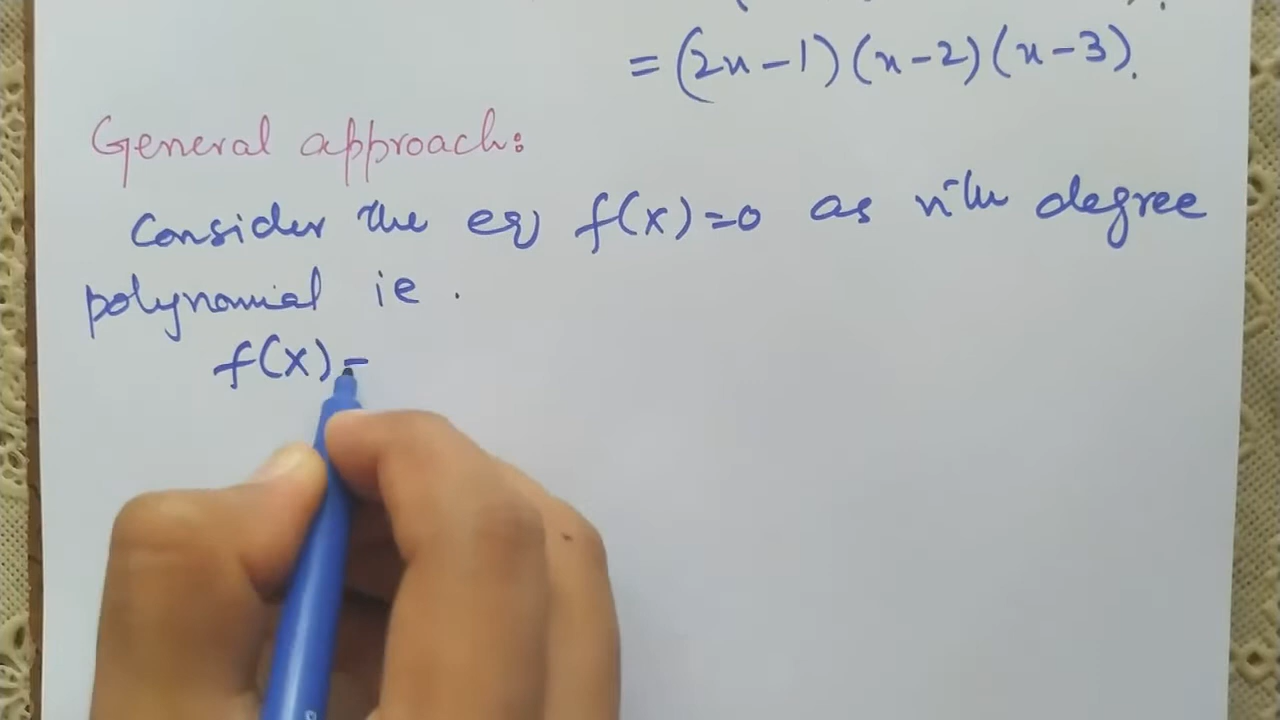 = (2x-1)(x-2)(x-3).
General approach:
Consider the eq f(x)=0 as nth degree
polynomial ie .
f(x)=